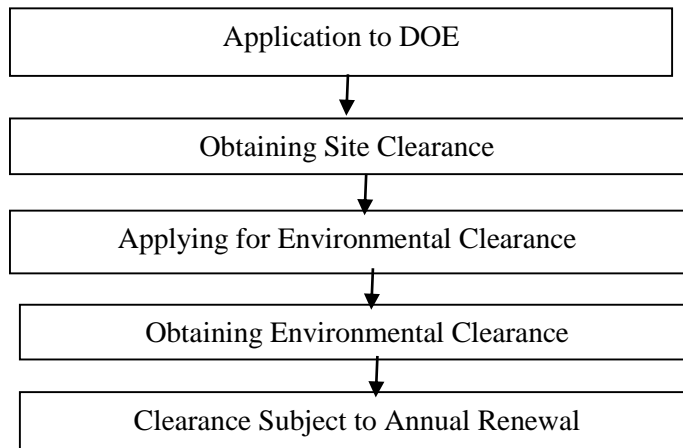 Application to DOE
Obtaining Site Clearance
Applying for Environmental Clearance
Obtaining Environmental Clearance
Clearance Subject to Annual Renewal